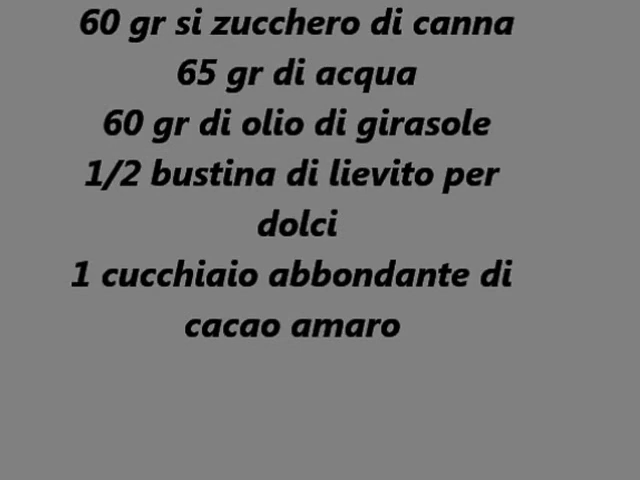 60 gr si zucchero di canna
65 gr di acqua
60 gr di olio di girasole
1/2 bustina di lievito per
dolci
1 cucchiaio abbondante di
cacao amaro